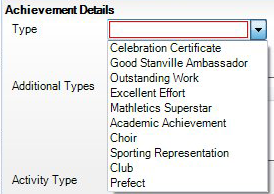 Achievement Details
Type
Celebration Certificate
Good Stanville Ambassador
Outstanding Work
Excellent Effort
Additional Types
Mathletics Superstar
Academic Achievement
Choir
Sporting Representation
Club
Activity Type
Prefect